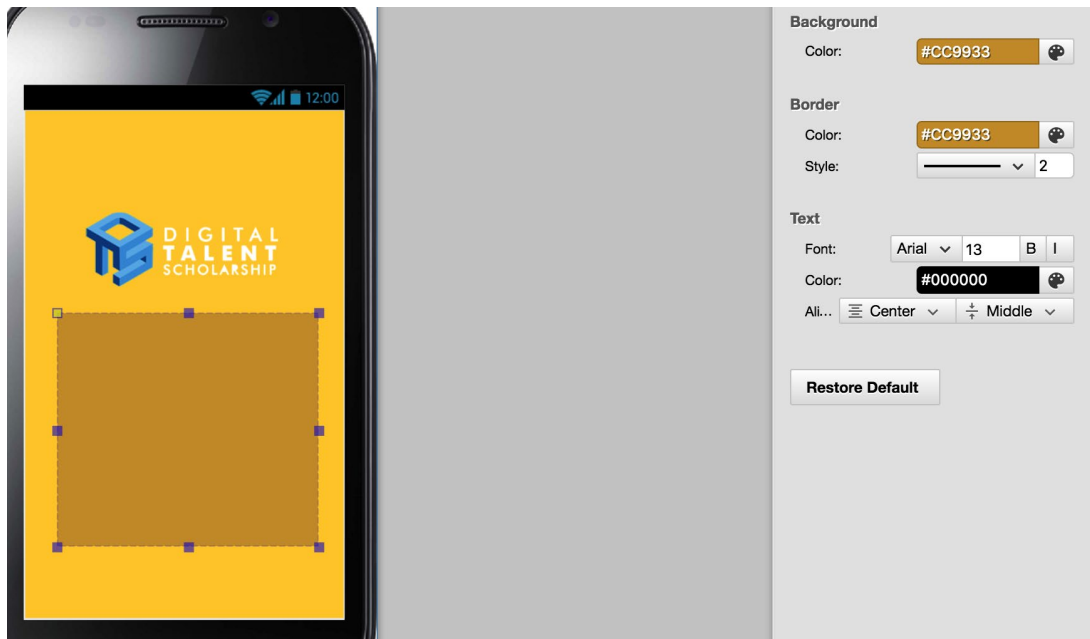 12:00
DIGITAL
TALENT
SCHOLARSHIP
Background
Color: #CC9933
Border
Color: #CC9933
Style: 2
Text
Font: Arial 13 B I
Color: #000000
Ali... Center Middle
Restore Default